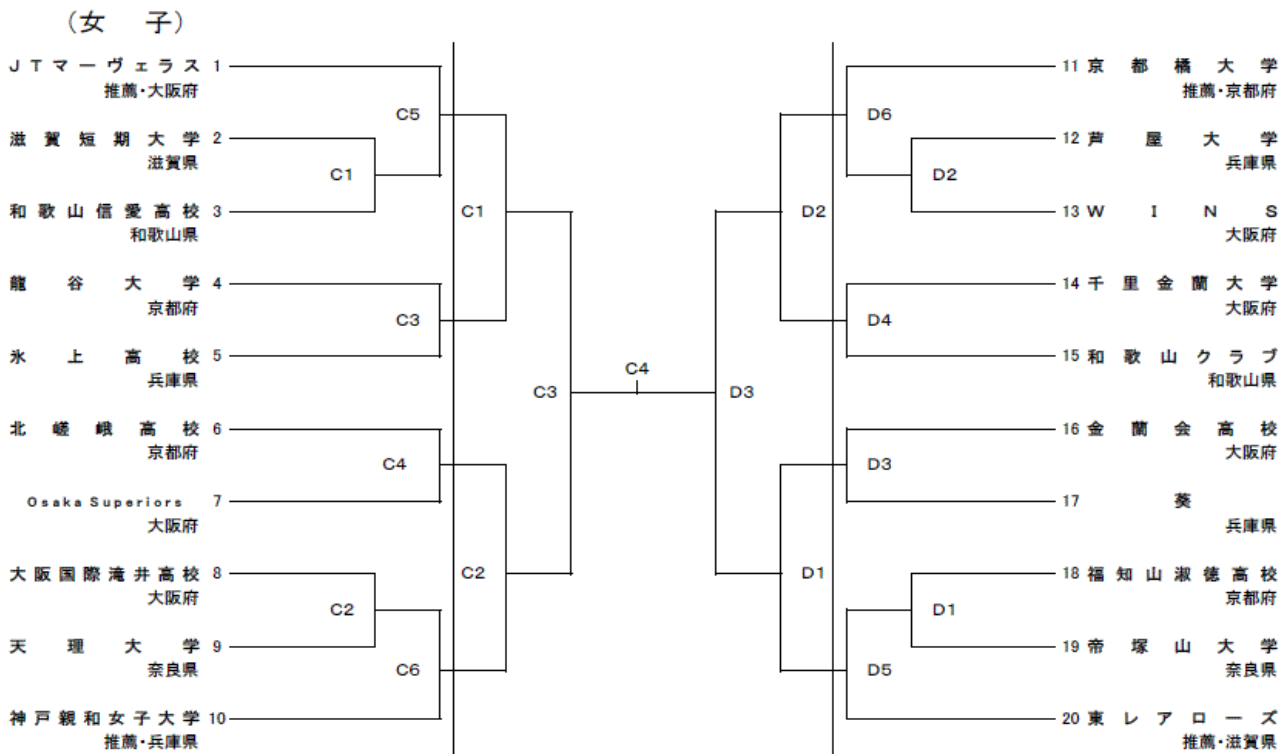 (女 子)
JTマーヴェラス 1
推薦・大阪府
滋賀短期大学 2
滋賀県
和歌山信愛高校 3
和歌山県
龍谷大学 4
京都府
氷上高校 5
兵庫県
北嵯峨高校 6
京都府
Osaka Superiors 7
大阪府
大阪国際滝井高校 8
大阪府
天理大学 9
奈良県
神戸親和女子大学 10
推薦・兵庫県
C5
C1
C3
C4
C2
C6
C1
C2
C3
C4
D3
D2
D1
D6
D2
D4
D3
D1
D5
11 京都橘大学
推薦・京都府
12 芦屋大学
兵庫県
13 WINS
大阪府
14 千里金蘭大学
大阪府
15 和歌山クラブ
和歌山県
16 金蘭会高校
大阪府
17 葵
兵庫県
18 福知山淑徳高校
京都府
19 帝塚山大学
奈良県
20 東レアローズ
推薦・滋賀県